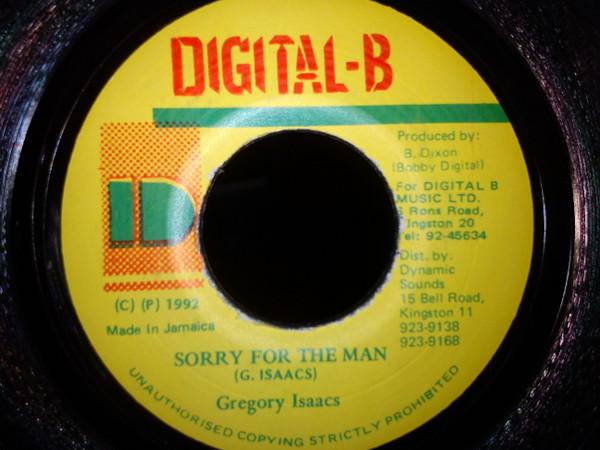 DIGITAL-B
Produced by:
B. Dixon
(Bobby Digital)
For DIGITAL B
MUSIC LTD.
Rons Road,
Kingston 20
Tel: 92-45634
Dist. by:
Dynamic
Sounds
15 Bell Road,
Kingston 11
923-9138
923-9168
D
(C) (P) 1992
Made In Jamaica
SORRY FOR THE MAN
(G. ISAACS)
Gregory Isaacs
UNAUTHORISED COPYING STRICTLY PROHIBITED